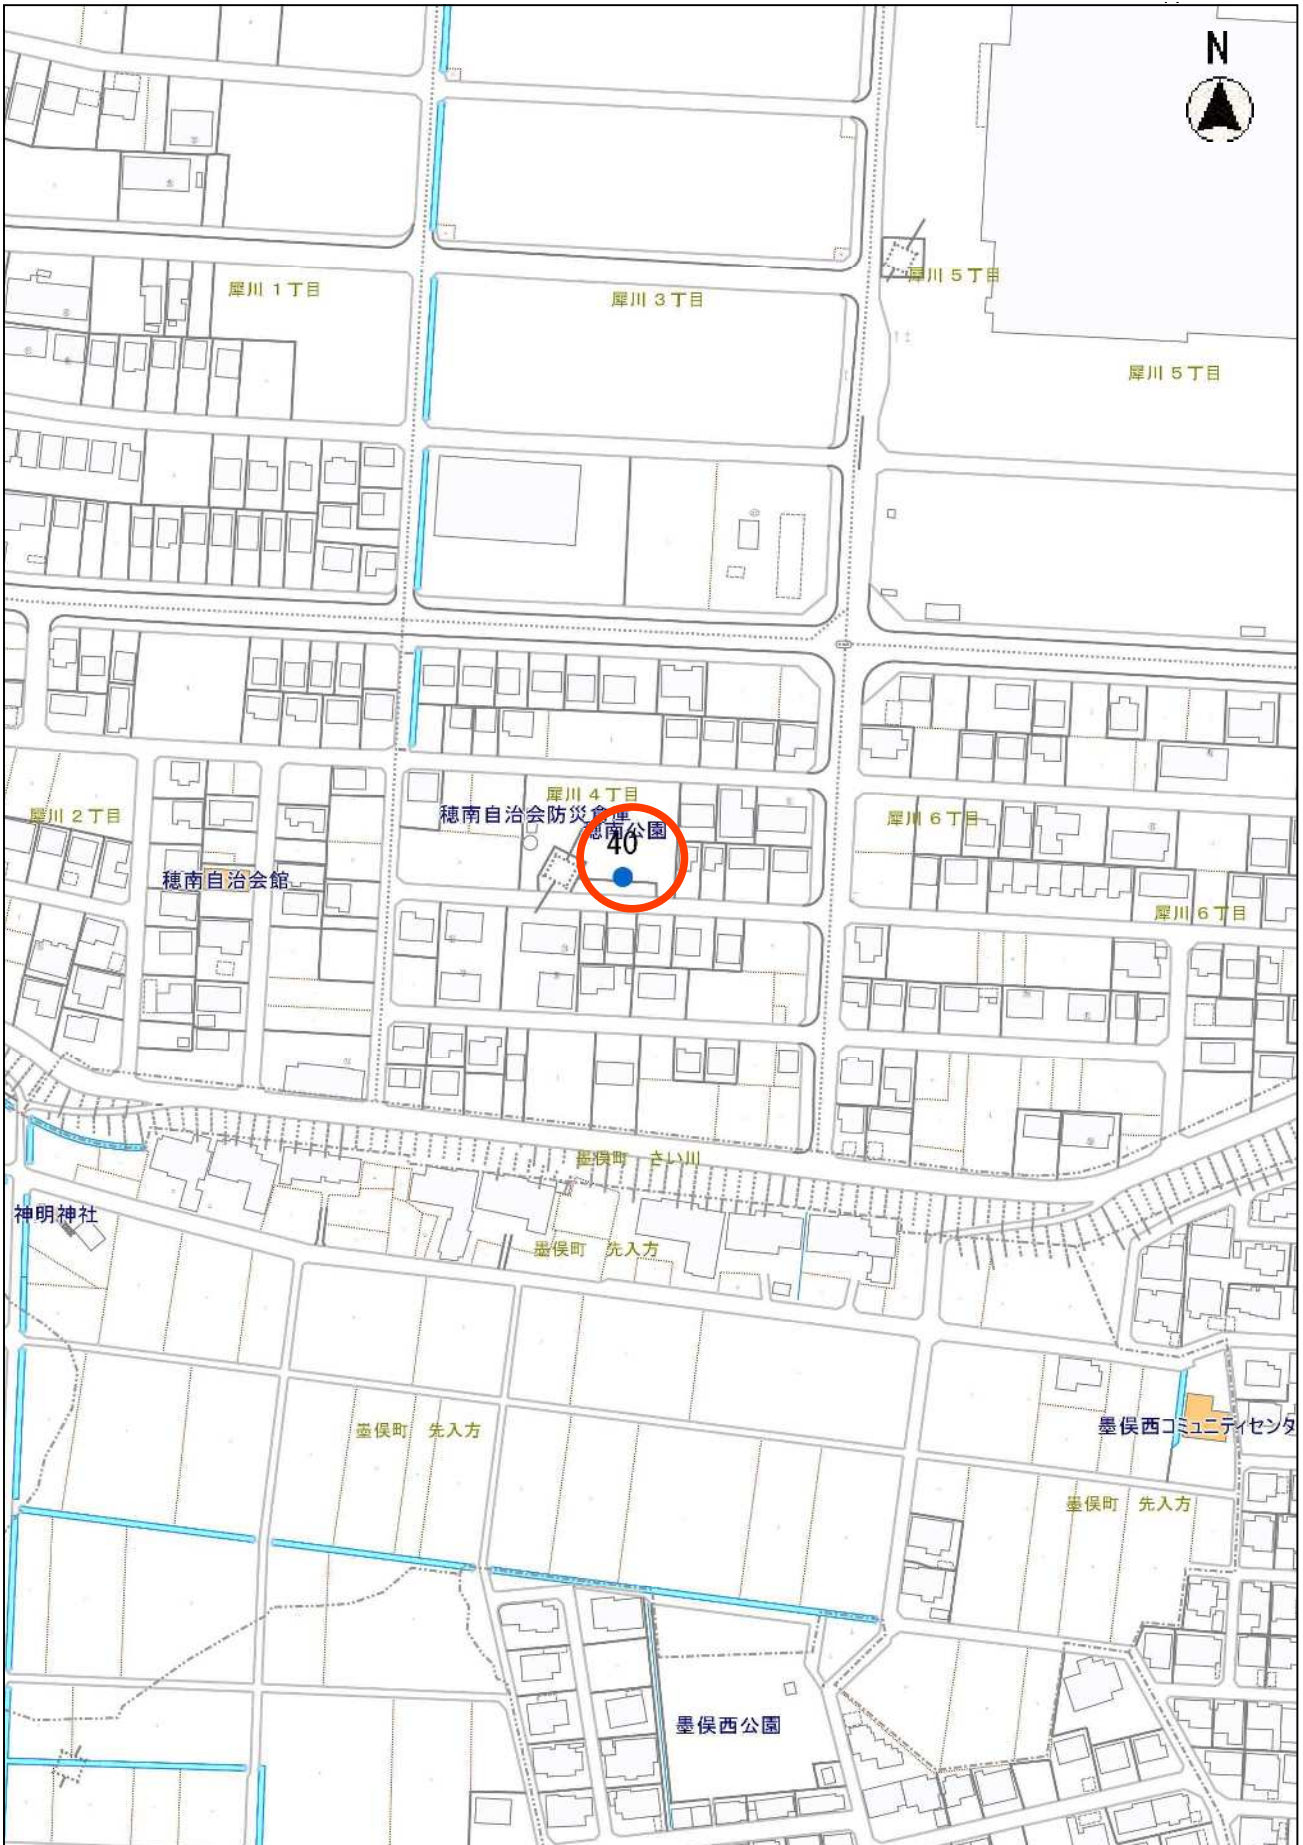 N
犀川5丁目
犀川1丁目
犀川3丁目
犀川5丁目
犀川4丁目
穂南自治会防災倉庫
犀川2丁目
犀川6丁目
穂南公園
40
穂南自治会館
犀川6丁目
墨俣町 さい川
神明神社
墨俣町 先入方
墨俣西コミュニティセンタ
墨俣町 先入方
墨俣町 先入方
墨俣西公園